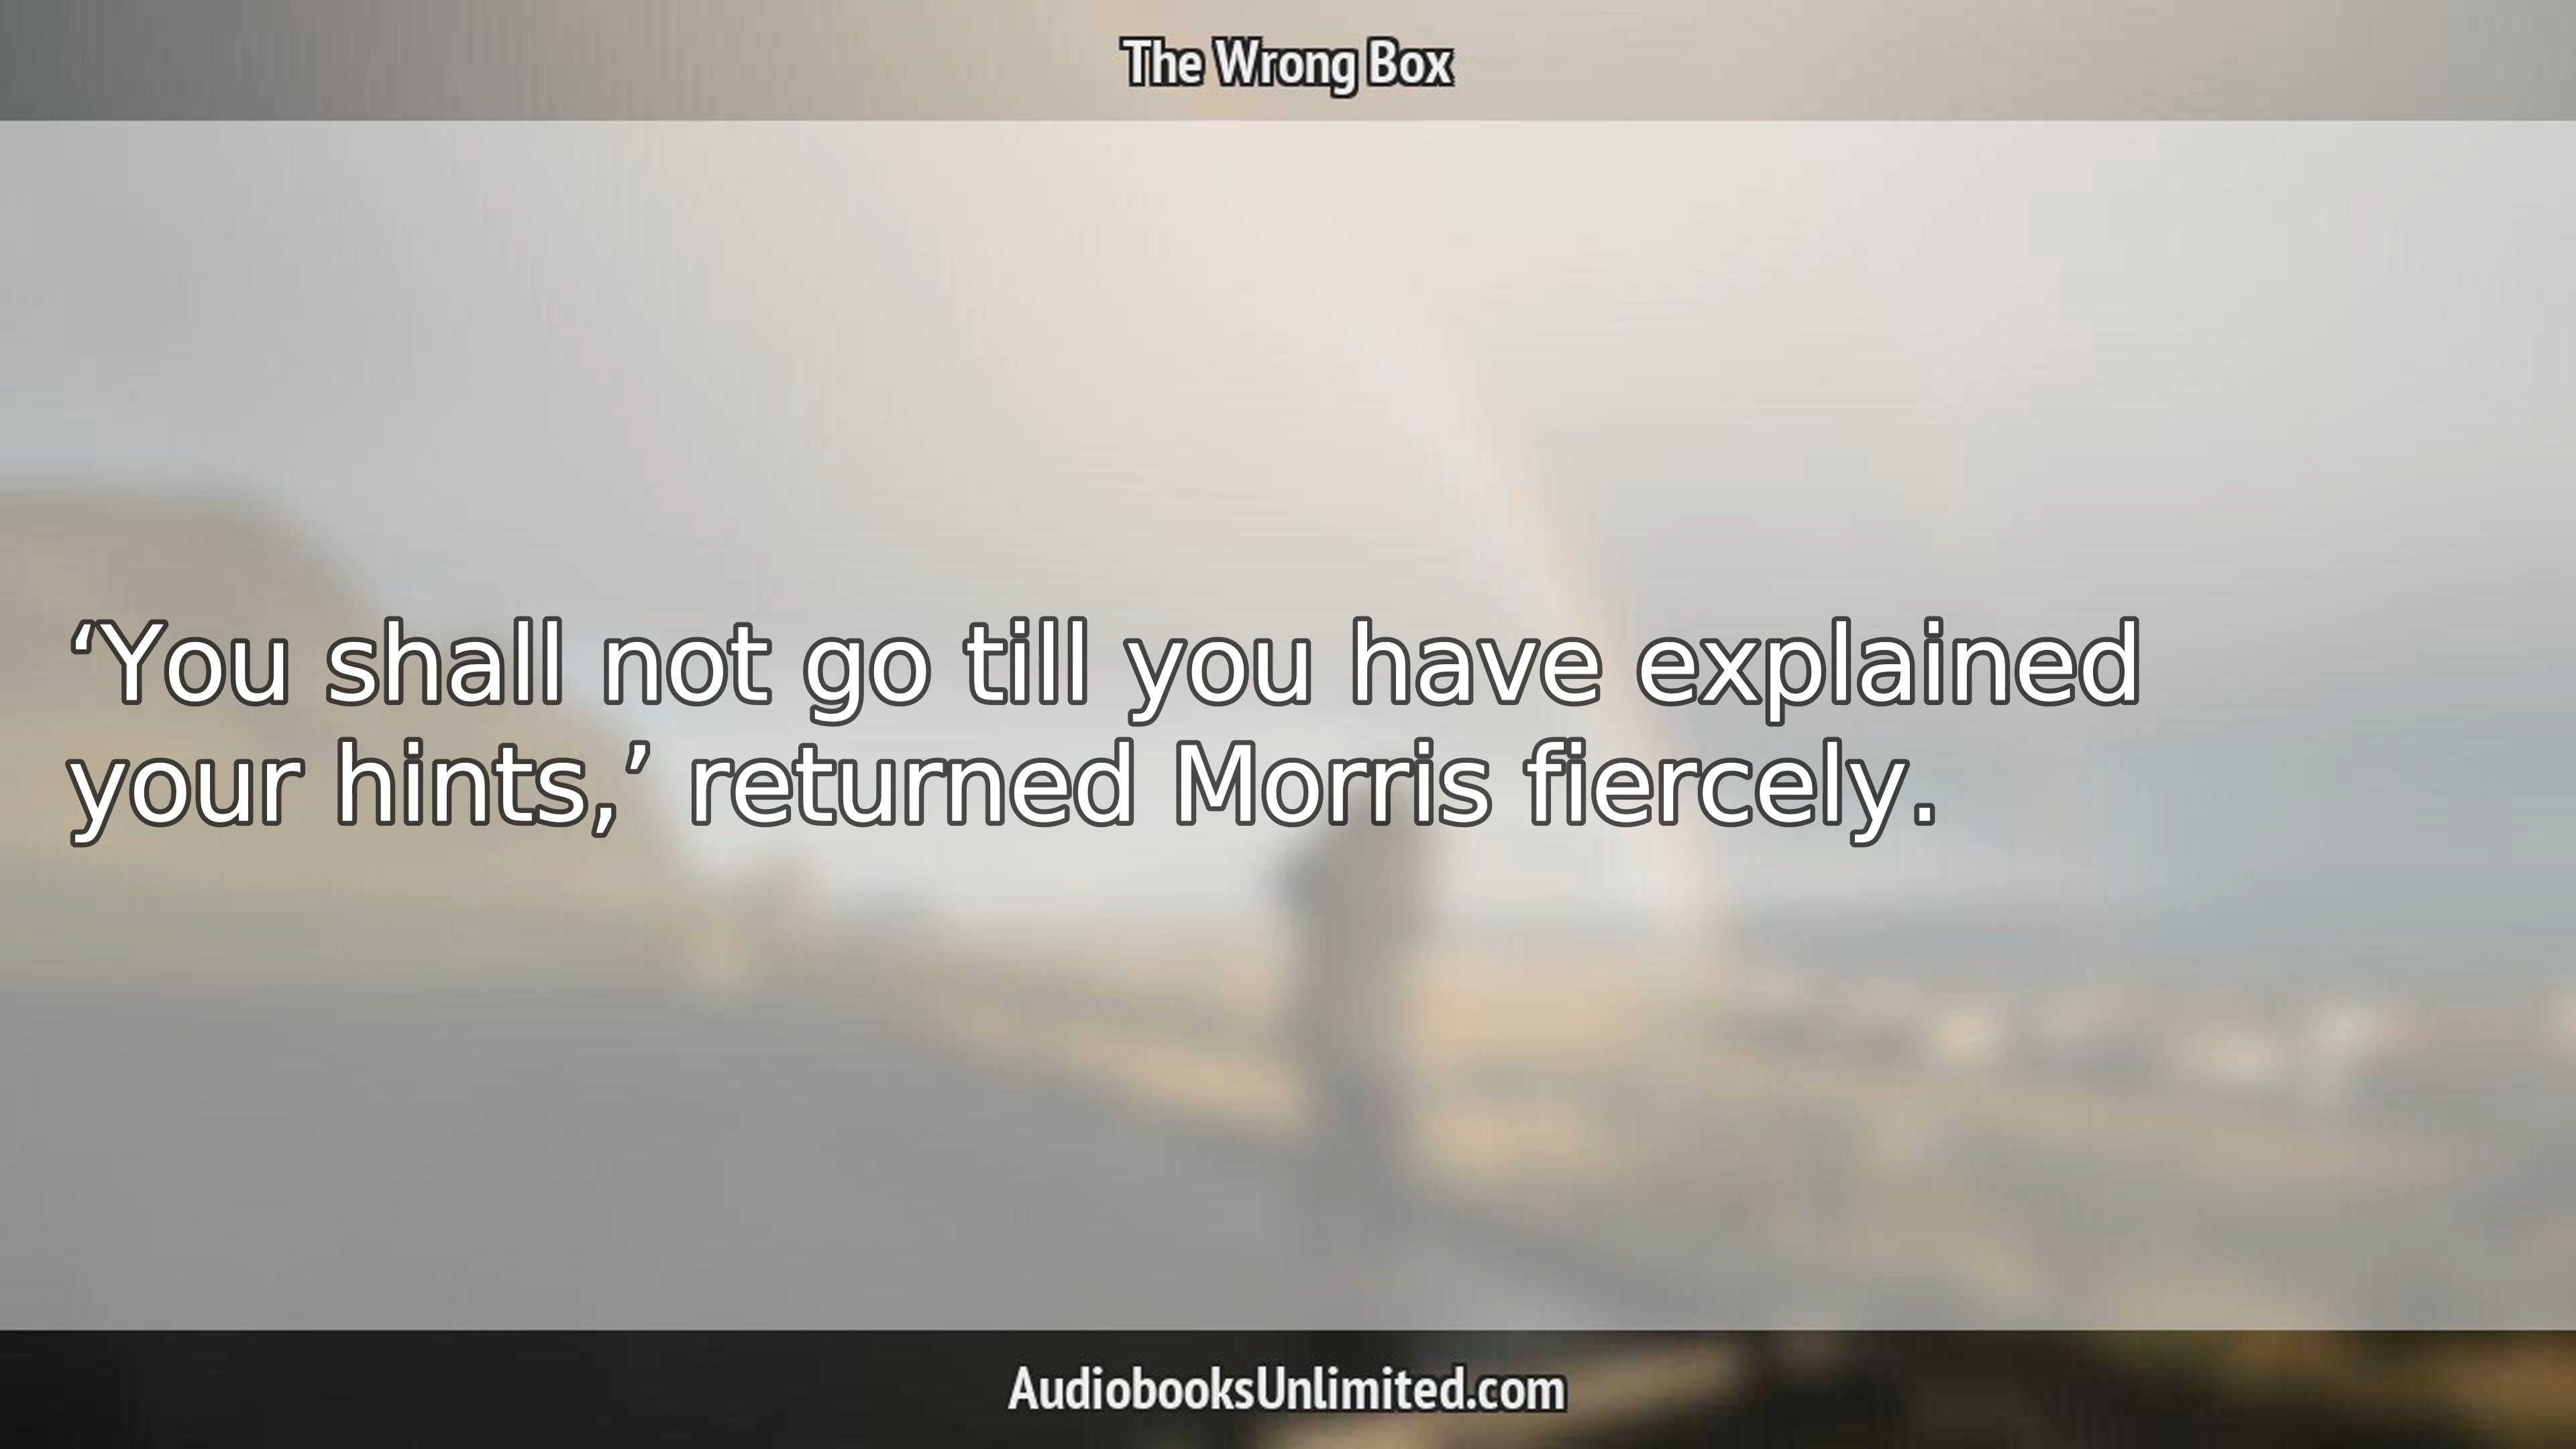 The Wrong Box
‘You shall not go till you have explained
your hints,’ returned Morris fiercely.
AudiobooksUnlimited.com